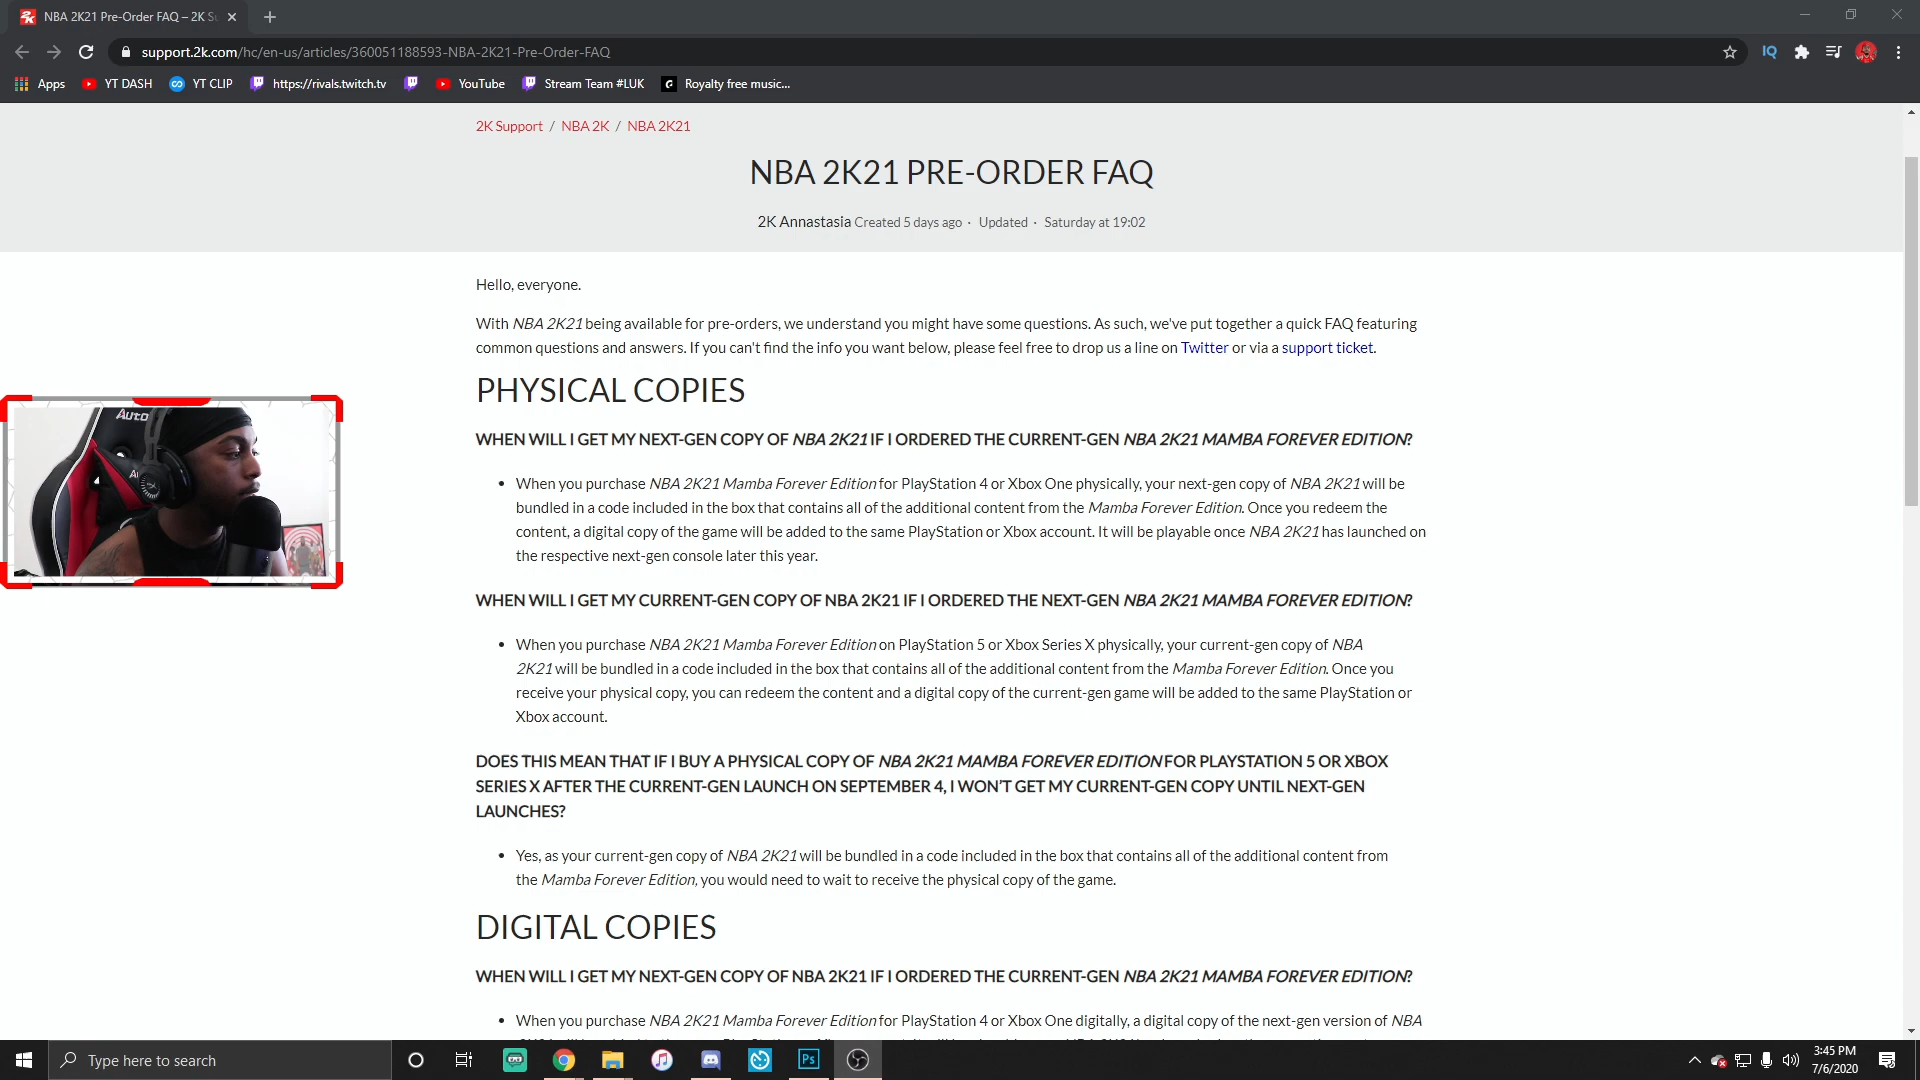 NBA 2K21 Pre-Order FAQ – 2K Su
support.2k.com/hc/en-us/articles/360051188593-NBA-2K21-Pre-Order-FAQ
IQ
Apps YT DASH YT CLIP https://rivals.twitch.tv YouTube Stream Team #LUK Royalty free music...
2K Support / NBA 2K / NBA 2K21
NBA 2K21 PRE-ORDER FAQ
2K Annastasia Created 5 days ago · Updated · Saturday at 19:02
Hello, everyone.
With NBA 2K21 being available for pre-orders, we understand you might have some questions. As such, we've put together a quick FAQ featuring
common questions and answers. If you can't find the info you want below, please feel free to drop us a line on Twitter or via a support ticket.
PHYSICAL COPIES
WHEN WILL I GET MY NEXT-GEN COPY OF NBA 2K21 IF I ORDERED THE CURRENT-GEN NBA 2K21 MAMBA FOREVER EDITION?
• When you purchase NBA 2K21 Mamba Forever Edition for PlayStation 4 or Xbox One physically, your next-gen copy of NBA 2K21 will be
bundled in a code included in the box that contains all of the additional content from the Mamba Forever Edition. Once you redeem the
content, a digital copy of the game will be added to the same PlayStation or Xbox account. It will be playable once NBA 2K21 has launched on
the respective next-gen console later this year.
WHEN WILL I GET MY CURRENT-GEN COPY OF NBA 2K21 IF I ORDERED THE NEXT-GEN NBA 2K21 MAMBA FOREVER EDITION?
• When you purchase NBA 2K21 Mamba Forever Edition on PlayStation 5 or Xbox Series X physically, your current-gen copy of NBA
2K21 will be bundled in a code included in the box that contains all of the additional content from the Mamba Forever Edition. Once you
receive your physical copy, you can redeem the content and a digital copy of the current-gen game will be added to the same PlayStation or
Xbox account.
DOES THIS MEAN THAT IF I BUY A PHYSICAL COPY OF NBA 2K21 MAMBA FOREVER EDITION FOR PLAYSTATION 5 OR XBOX
SERIES X AFTER THE CURRENT-GEN LAUNCH ON SEPTEMBER 4, I WON'T GET MY CURRENT-GEN COPY UNTIL NEXT-GEN
LAUNCHES?
• Yes, as your current-gen copy of NBA 2K21 will be bundled in a code included in the box that contains all of the additional content from
the Mamba Forever Edition, you would need to wait to receive the physical copy of the game.
DIGITAL COPIES
WHEN WILL I GET MY NEXT-GEN COPY OF NBA 2K21 IF I ORDERED THE CURRENT-GEN NBA 2K21 MAMBA FOREVER EDITION?
• When you purchase NBA 2K21 Mamba Forever Edition for PlayStation 4 or Xbox One digitally, a digital copy of the next-gen version of NBA
Type here to search
Ps
3:45 PM
7/6/2020